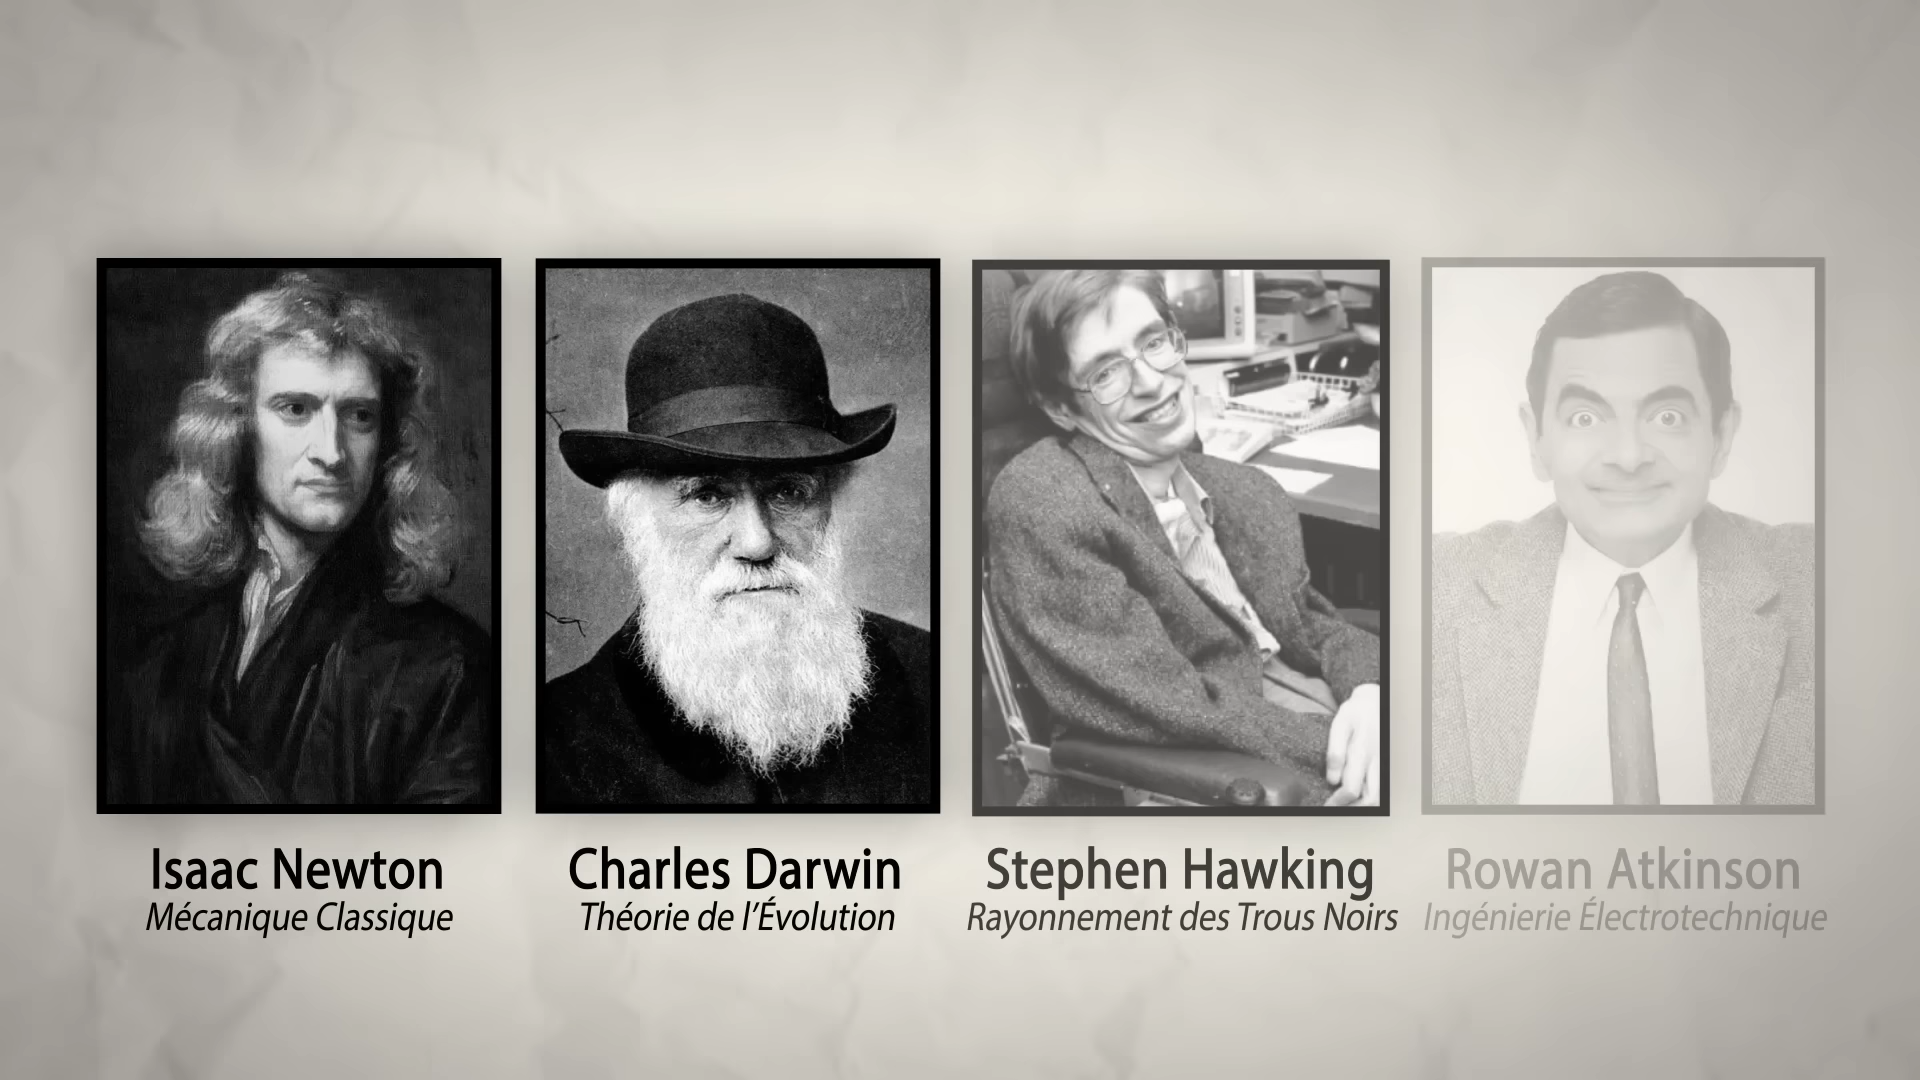 Isaac Newton
Mécanique Classique
Charles Darwin
Théorie de l’Évolution
Stephen Hawking
Rayonnement des Trous Noirs
Rowan Atkinson
Ingénierie Électrotechnique